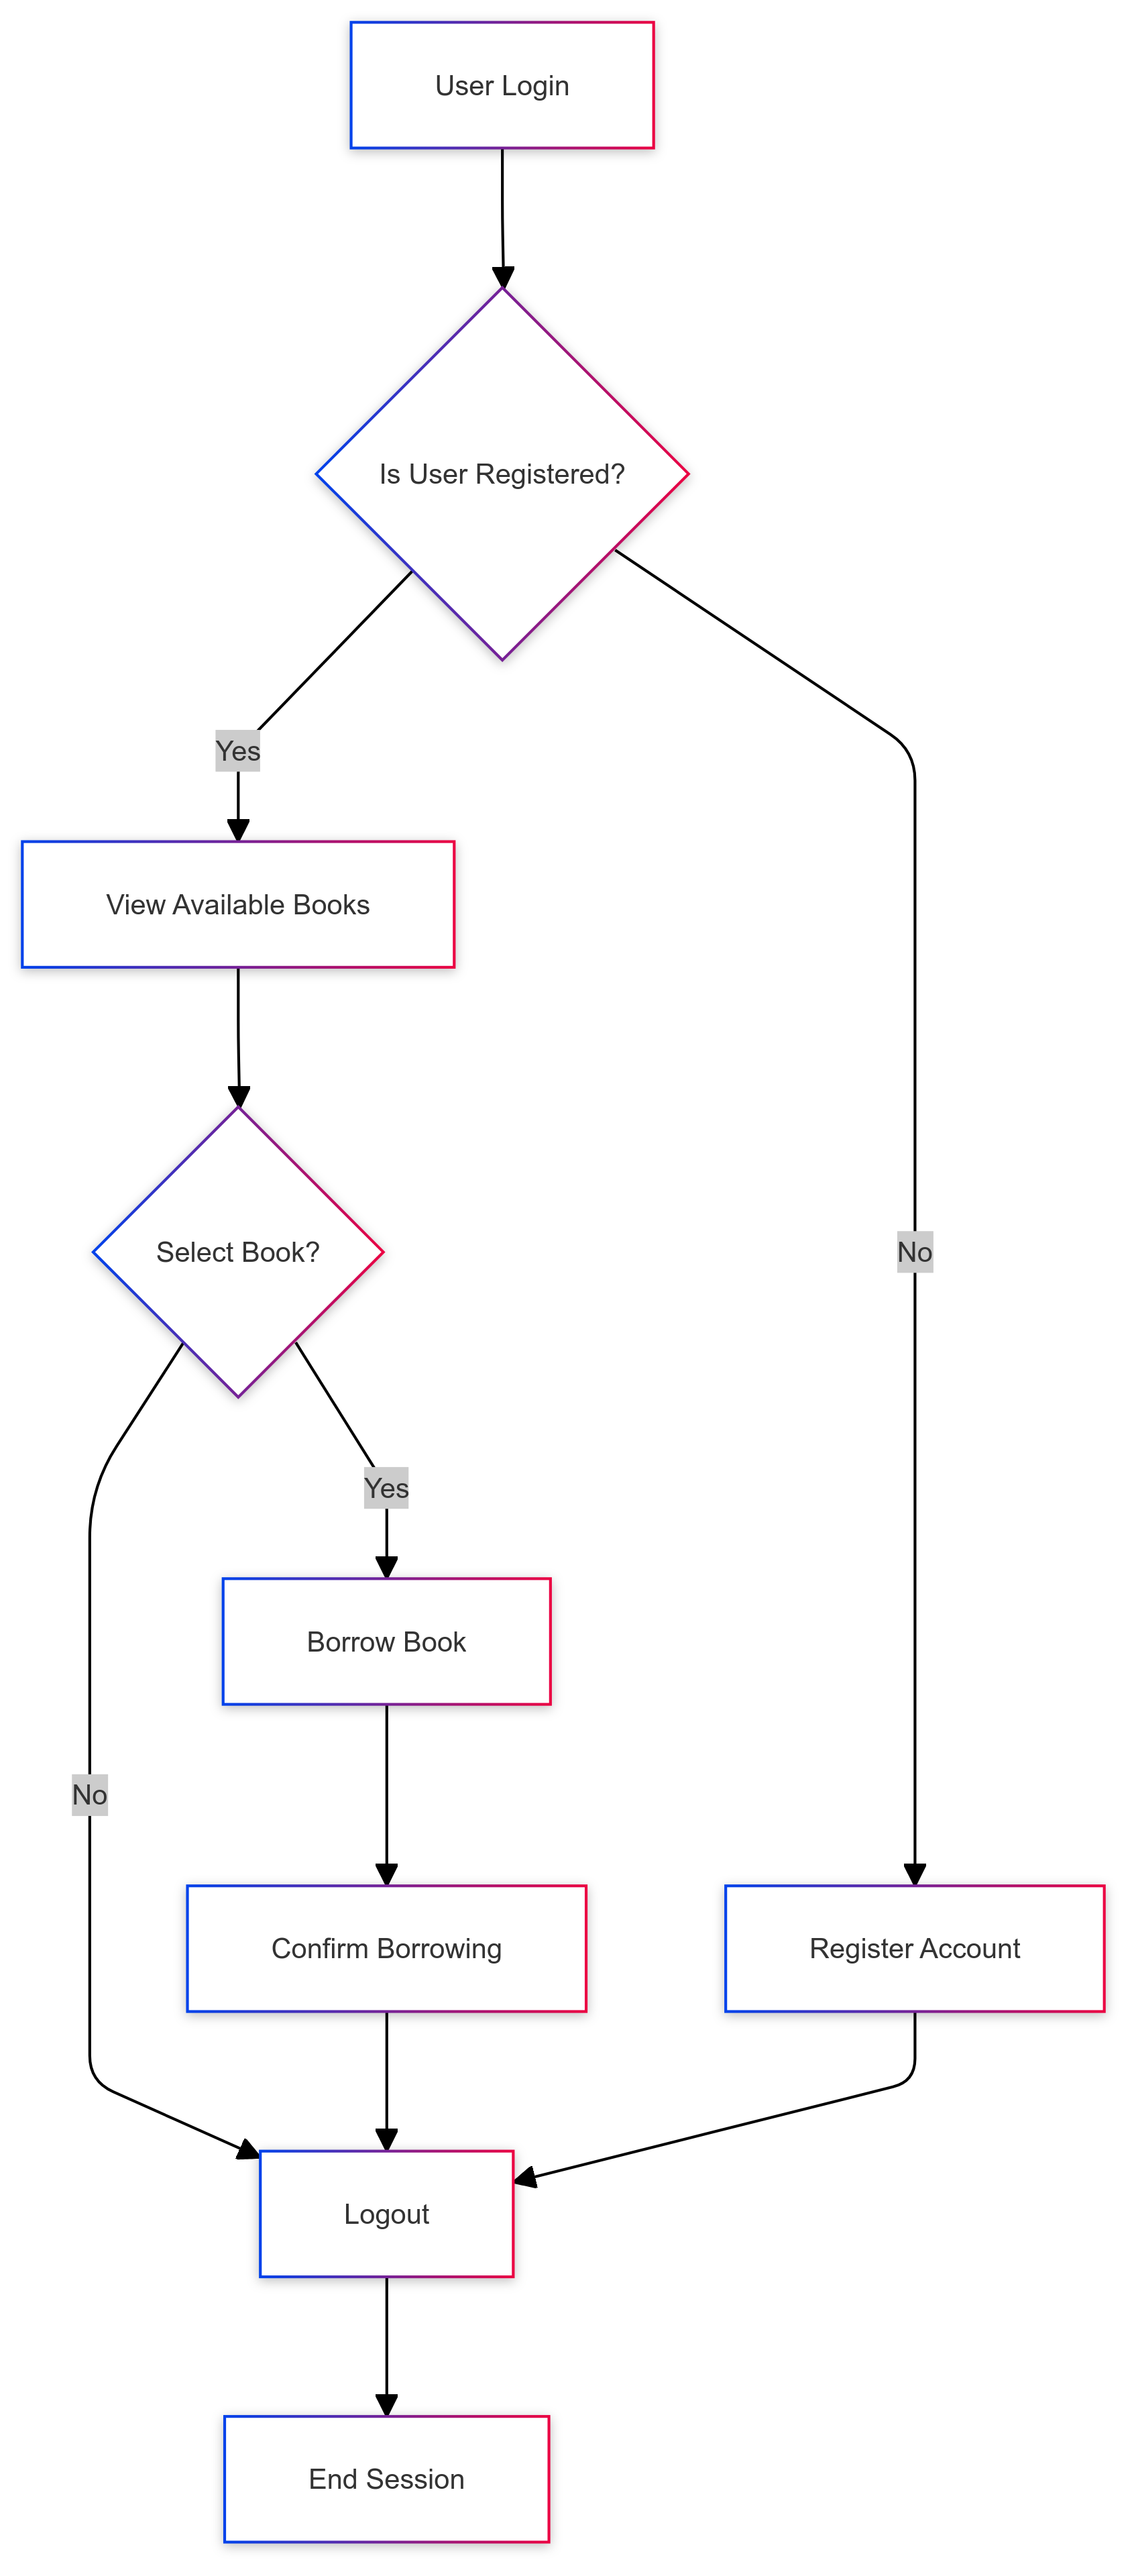 User Login
Is User Registered?
Yes
View Available Books
Select Book?
No
Yes
Borrow Book
No
Confirm Borrowing
Register Account
Logout
End Session